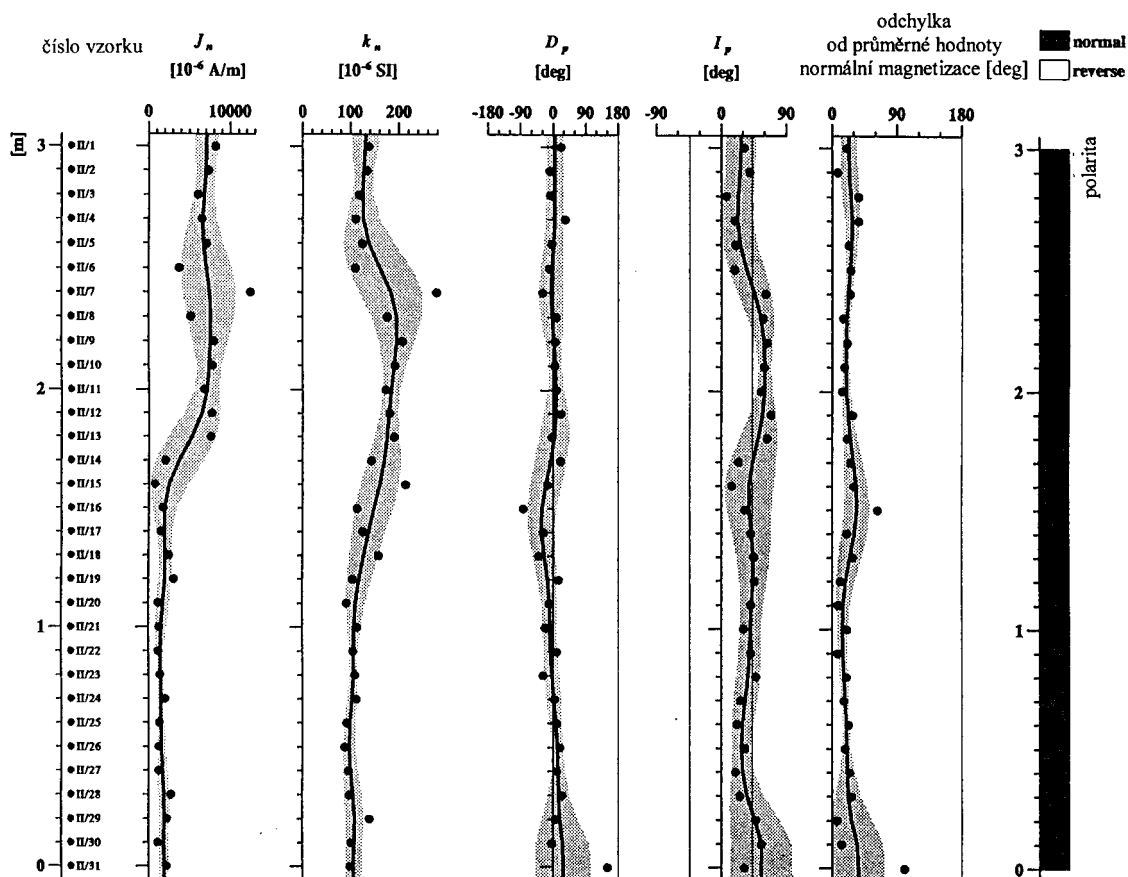 číslo vzorku
J n
[10⁻⁶ A/m]
k n
[10⁻⁶ SI]
D p
[deg]
I p
[deg]
odchylka
od průměrné hodnoty
normální magnetizace [deg]
normal
reverse
0 10000
0 100 200
-180 -90 0 90 180
-90 0 90
0 90 180
[m]
3
2
1
0
II/1
II/2
II/3
II/4
II/5
II/6
II/7
II/8
II/9
II/10
II/11
II/12
II/13
II/14
II/15
II/16
II/17
II/18
II/19
II/20
II/21
II/22
II/23
II/24
II/25
II/26
II/27
II/28
II/29
II/30
II/31
3
2
1
0
polarita